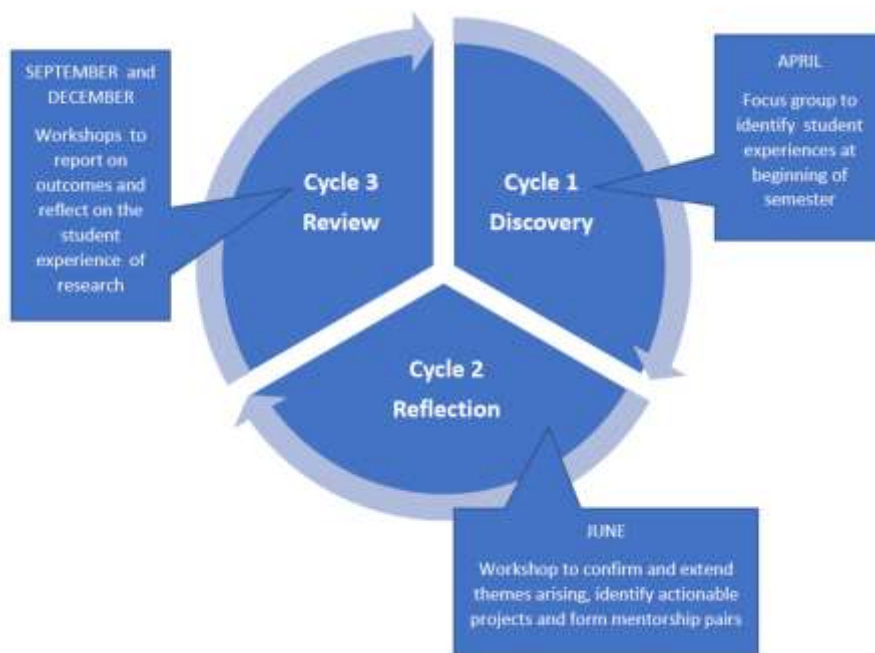 SEPTEMBER and
DECEMBER
Workshops to
report on
outcomes and
reflect on the
student
experience of
research
Cycle 3
Review
Cycle 1
Discovery
APRIL
Focus group to
identify student
experiences at
beginning of
semester
Cycle 2
Reflection
JUNE
Workshop to confirm and extend
themes arising, identify actionable
projects and form mentorship pairs